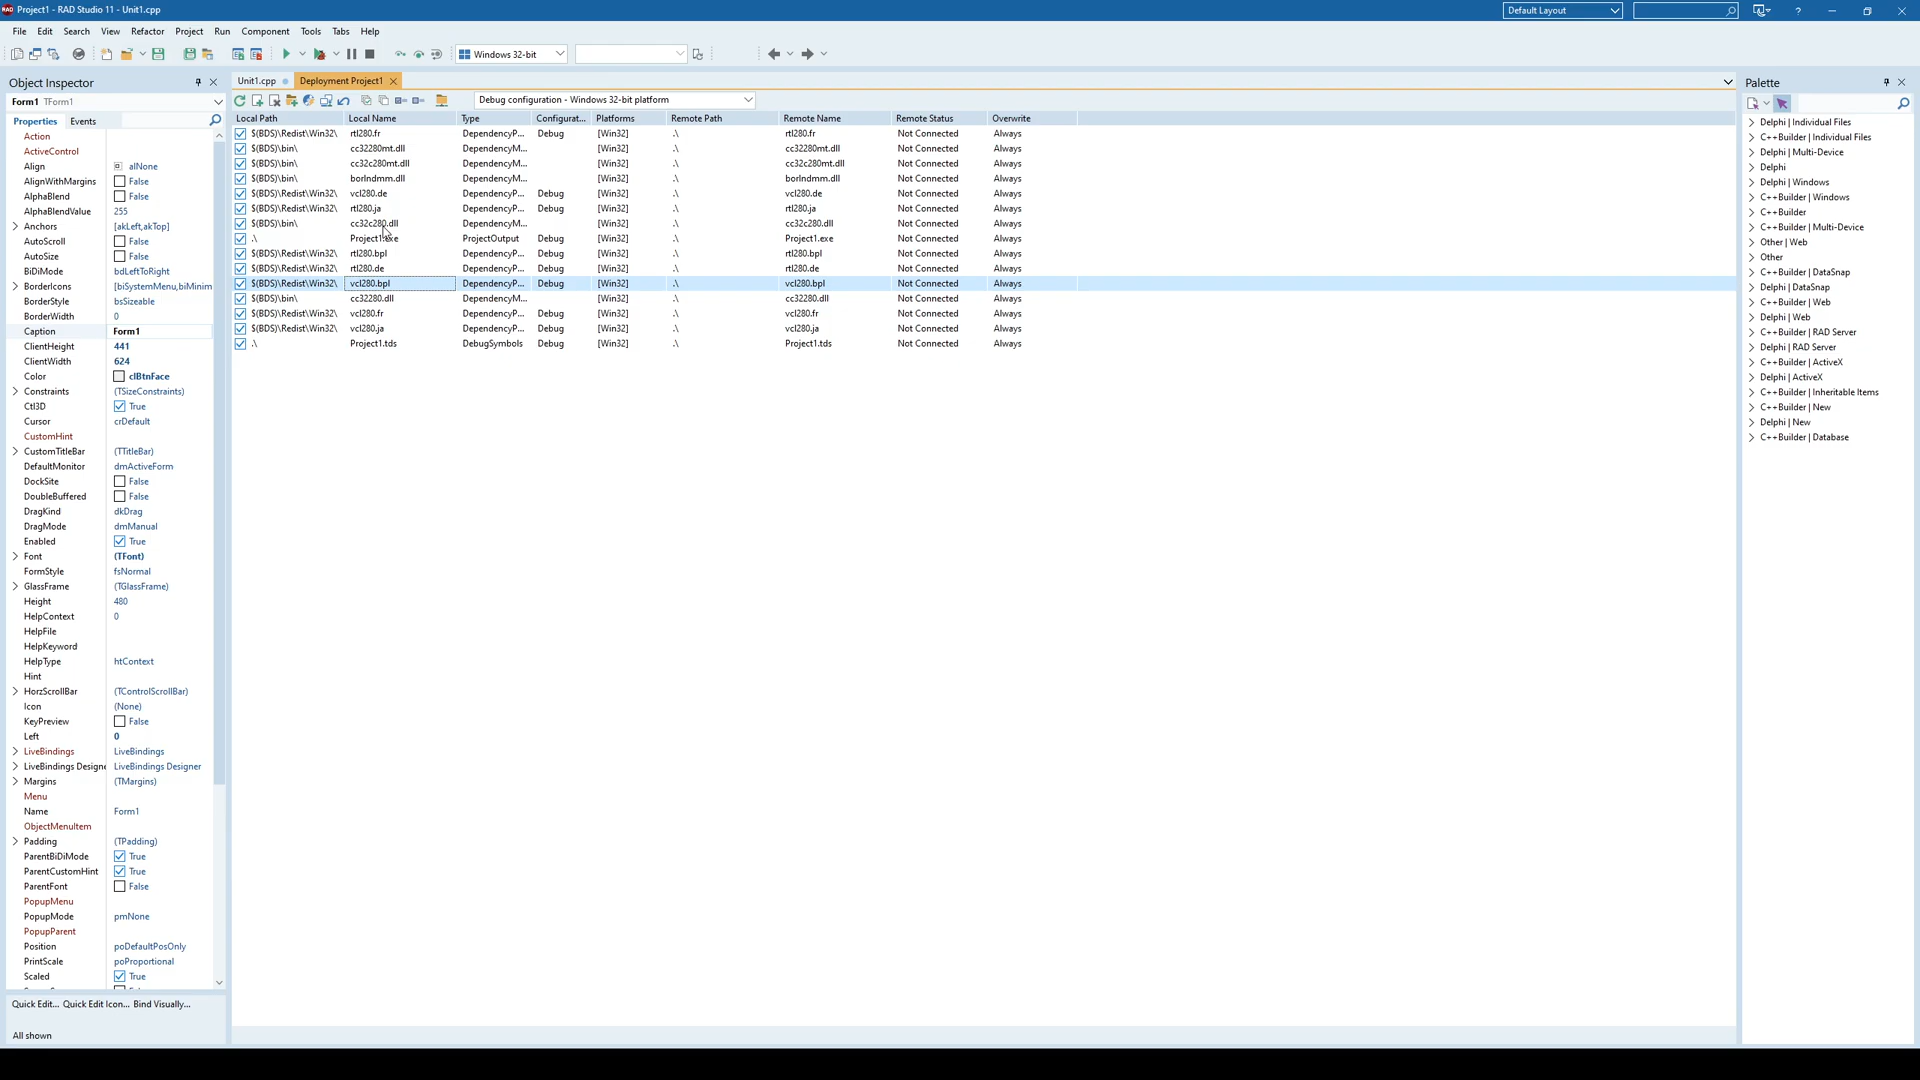 Project1 - RAD Studio 11 - Unit1.cpp
Default Layout
File Edit Search View Refactor Project Run Component Tools Tabs Help
Windows 32-bit
Object Inspector
Form1 TForm1
Properties Events
Action
ActiveControl
Align alNone
AlignWithMargins False
AlphaBlend False
AlphaBlendValue 255
Anchors [akLeft,akTop]
AutoScroll False
AutoSize False
BiDiMode bdLeftToRight
BorderIcons [biSystemMenu,biMinim
BorderStyle bsSizeable
BorderWidth 0
Caption Form1
ClientHeight 441
ClientWidth 624
Color clBtnFace
Constraints (TSizeConstraints)
Ctl3D True
Cursor crDefault
CustomHint
CustomTitleBar (TTitleBar)
DefaultMonitor dmActiveForm
DockSite False
DoubleBuffered False
DragKind dkDrag
DragMode dmManual
Enabled True
Font (TFont)
FormStyle fsNormal
GlassFrame (TGlassFrame)
Height 480
HelpContext 0
HelpFile
HelpKeyword
HelpType htContext
Hint
HorzScrollBar (TControlScrollBar)
Icon (None)
KeyPreview False
Left 0
LiveBindings LiveBindings
LiveBindings Designe LiveBindings Designer
Margins (TMargins)
Menu
Name Form1
ObjectMenuItem
Padding (TPadding)
ParentBiDiMode True
ParentCustomHint True
ParentFont False
PopupMenu
PopupMode pmNone
PopupParent
Position poDefaultPosOnly
PrintScale poProportional
Scaled True
Quick Edit... Quick Edit Icon... Bind Visually...
All shown
Unit1.cpp Deployment Project1
Debug configuration - Windows 32-bit platform
Local Path Local Name Type Configurat... Platforms Remote Path Remote Name Remote Status Overwrite
$(BDS)\Redist\Win32\ rtl280.fr DependencyP... Debug [Win32] .\ rtl280.fr Not Connected Always
$(BDS)\bin\ cc32280mt.dll DependencyM... [Win32] .\ cc32280mt.dll Not Connected Always
$(BDS)\bin\ cc32c280mt.dll DependencyM... [Win32] .\ cc32c280mt.dll Not Connected Always
$(BDS)\bin\ borlndmm.dll DependencyM... [Win32] .\ borlndmm.dll Not Connected Always
$(BDS)\Redist\Win32\ vcl280.de DependencyP... Debug [Win32] .\ vcl280.de Not Connected Always
$(BDS)\Redist\Win32\ rtl280.ja DependencyP... Debug [Win32] .\ rtl280.ja Not Connected Always
$(BDS)\bin\ cc32c280.dll DependencyM... [Win32] .\ cc32c280.dll Not Connected Always
.\ Project1.exe ProjectOutput Debug [Win32] .\ Project1.exe Not Connected Always
$(BDS)\Redist\Win32\ rtl280.bpl DependencyP... Debug [Win32] .\ rtl280.bpl Not Connected Always
$(BDS)\Redist\Win32\ rtl280.de DependencyP... Debug [Win32] .\ rtl280.de Not Connected Always
$(BDS)\Redist\Win32\ vcl280.bpl DependencyP... Debug [Win32] .\ vcl280.bpl Not Connected Always
$(BDS)\bin\ cc32280.dll DependencyM... [Win32] .\ cc32280.dll Not Connected Always
$(BDS)\Redist\Win32\ vcl280.fr DependencyP... Debug [Win32] .\ vcl280.fr Not Connected Always
$(BDS)\Redist\Win32\ vcl280.ja DependencyP... Debug [Win32] .\ vcl280.ja Not Connected Always
.\ Project1.tds DebugSymbols Debug [Win32] .\ Project1.tds Not Connected Always
Palette
Delphi | Individual Files
C++Builder | Individual Files
Delphi | Multi-Device
Delphi
Delphi | Windows
C++Builder | Windows
C++Builder
C++Builder | Multi-Device
Other | Web
Other
C++Builder | DataSnap
Delphi | DataSnap
C++Builder | Web
Delphi | Web
C++Builder | RAD Server
Delphi | RAD Server
C++Builder | ActiveX
Delphi | ActiveX
C++Builder | Inheritable Items
C++Builder | New
Delphi | New
C++Builder | Database